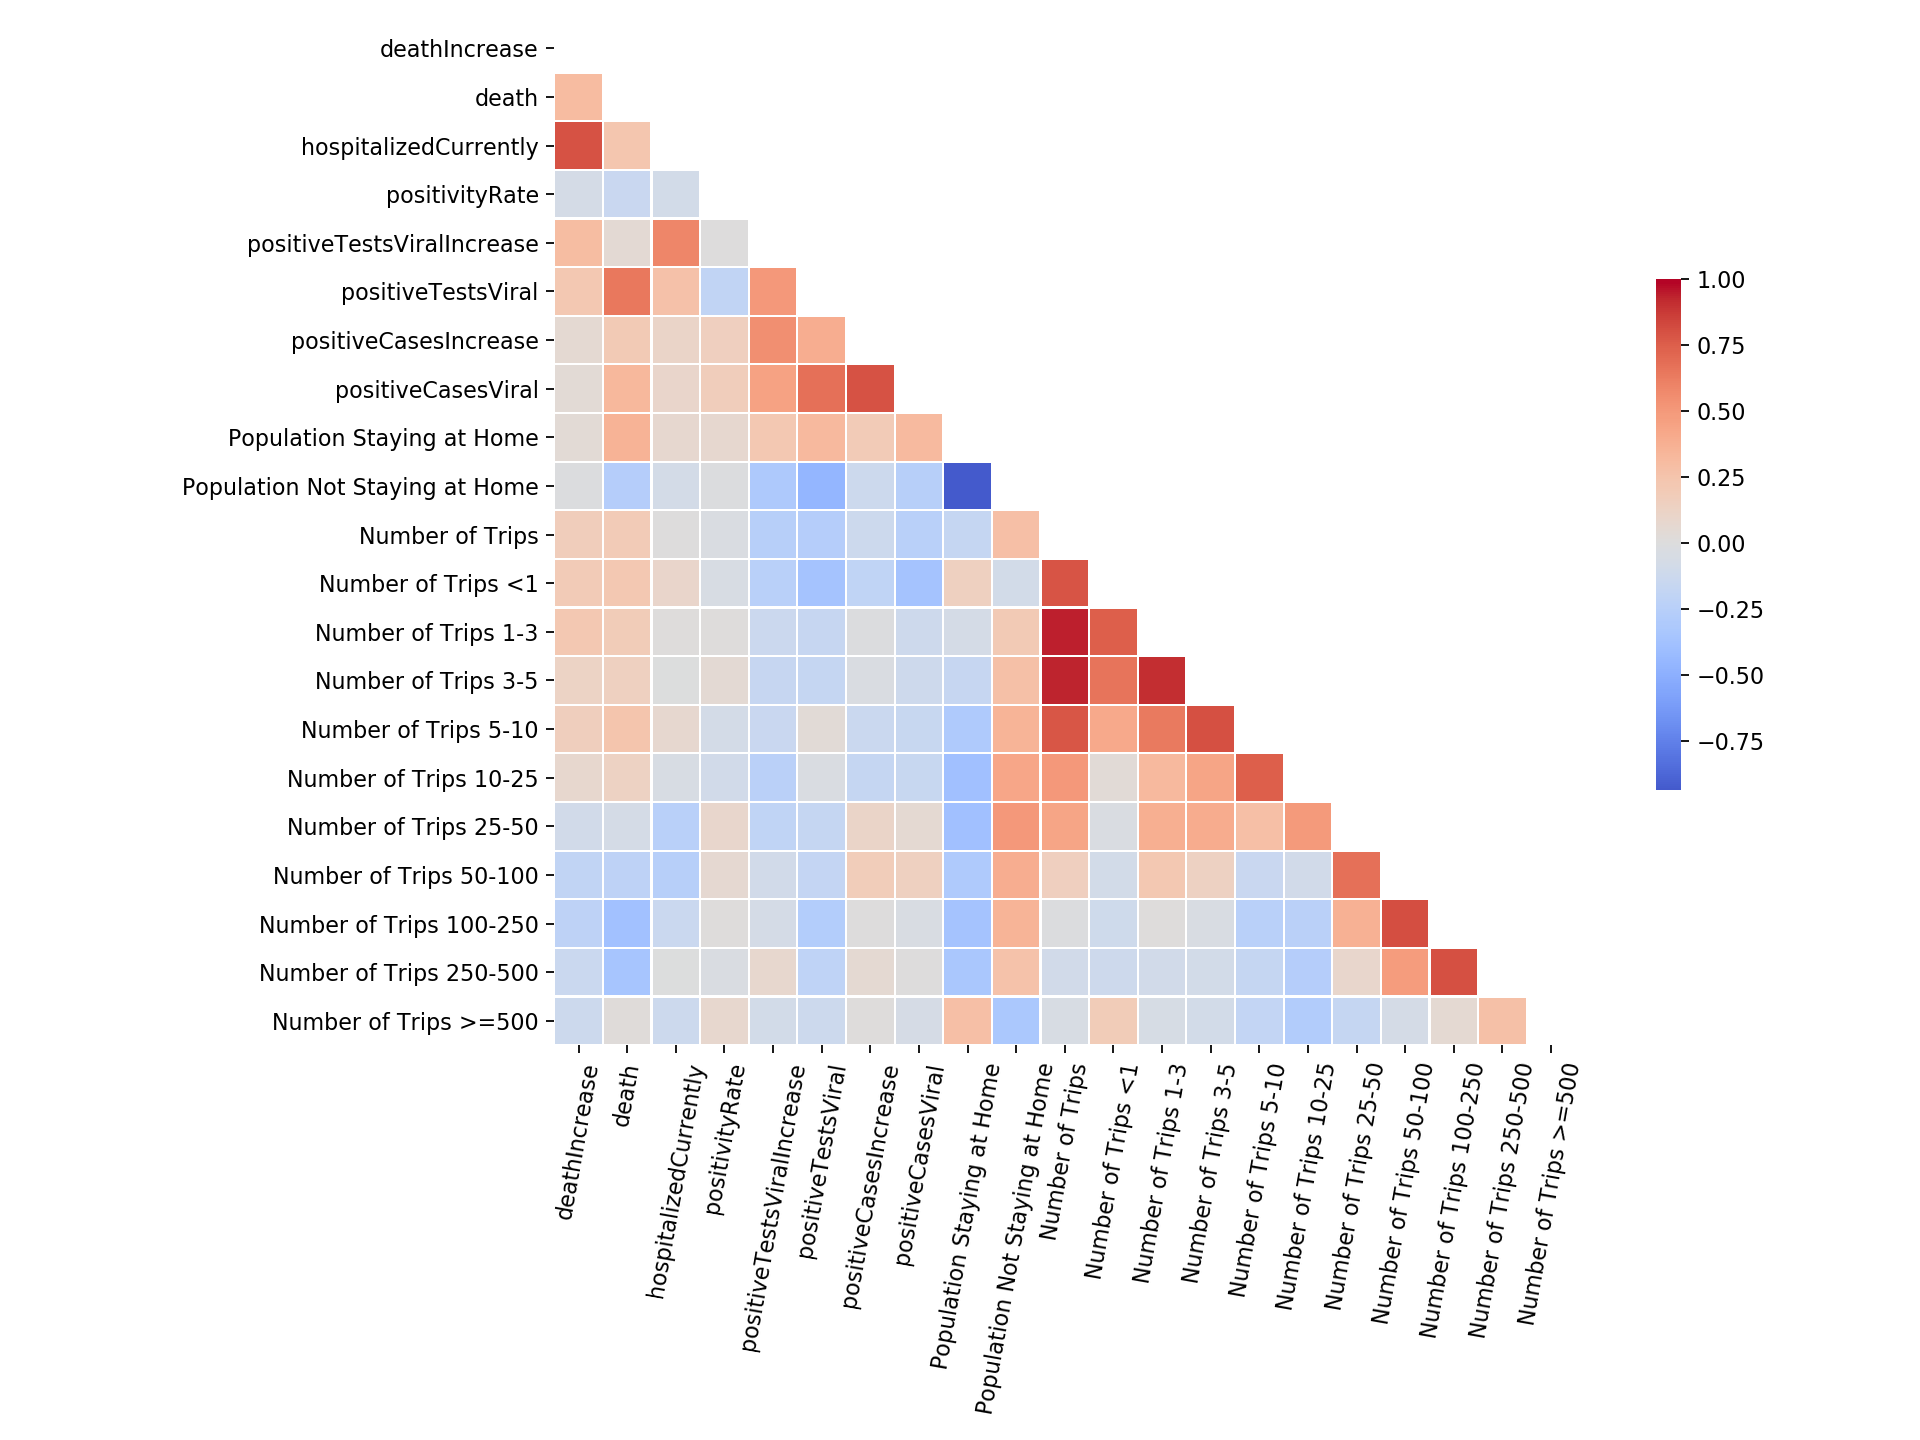 deathIncrease
death
hospitalizedCurrently
positivityRate
positiveTestsViralIncrease
positiveTestsViral
positiveCasesIncrease
positiveCasesViral
Population Staying at Home
Population Not Staying at Home
Number of Trips
Number of Trips <1
Number of Trips 1-3
Number of Trips 3-5
Number of Trips 5-10
Number of Trips 10-25
Number of Trips 25-50
Number of Trips 50-100
Number of Trips 100-250
Number of Trips 250-500
Number of Trips >=500
deathIncrease
death
hospitalizedCurrently
positivityRate
positiveTestsViralIncrease
positiveTestsViral
positiveCasesIncrease
positiveCasesViral
Population Staying at Home
Population Not Staying at Home
Number of Trips
Number of Trips <1
Number of Trips 1-3
Number of Trips 3-5
Number of Trips 5-10
Number of Trips 10-25
Number of Trips 25-50
Number of Trips 50-100
Number of Trips 100-250
Number of Trips 250-500
Number of Trips >=500
1.00
0.75
0.50
0.25
0.00
−0.25
−0.50
−0.75